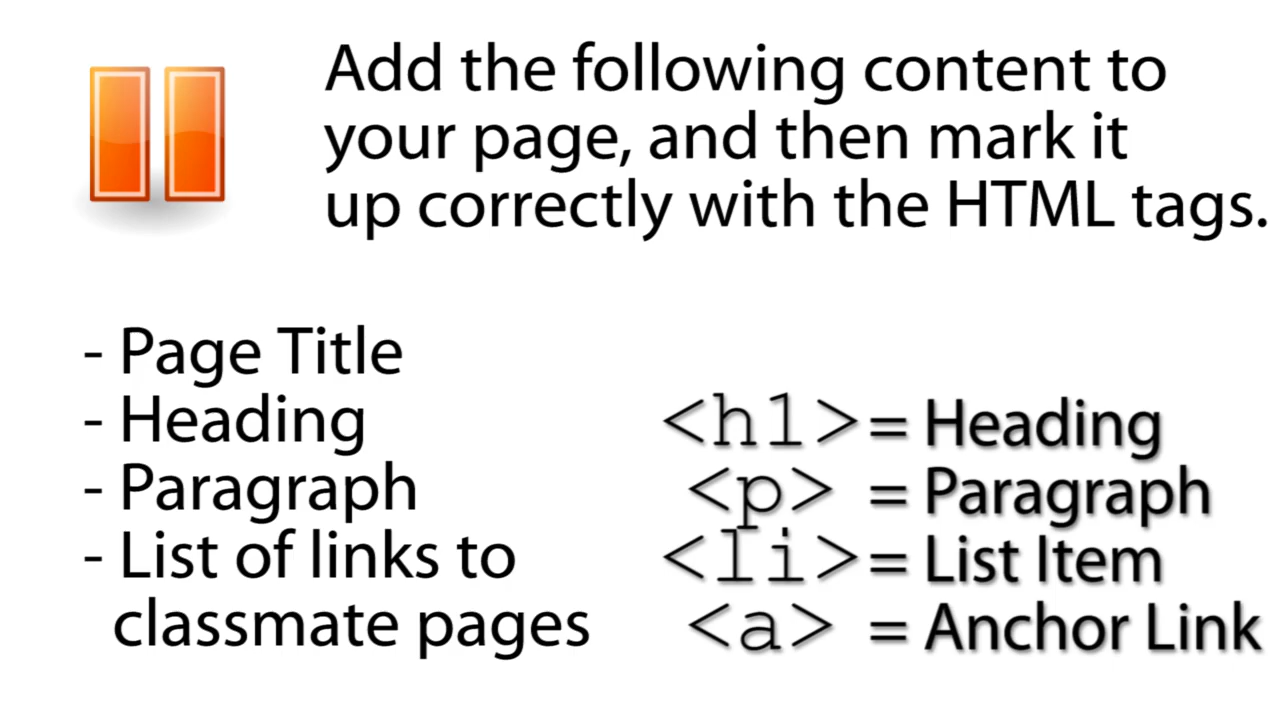 Add the following content to
your page, and then mark it
up correctly with the HTML tags.
- Page Title
- Heading
- Paragraph
- List of links to
classmate pages
<h1> = Heading
<p> = Paragraph
<li> = List Item
<a> = Anchor Link